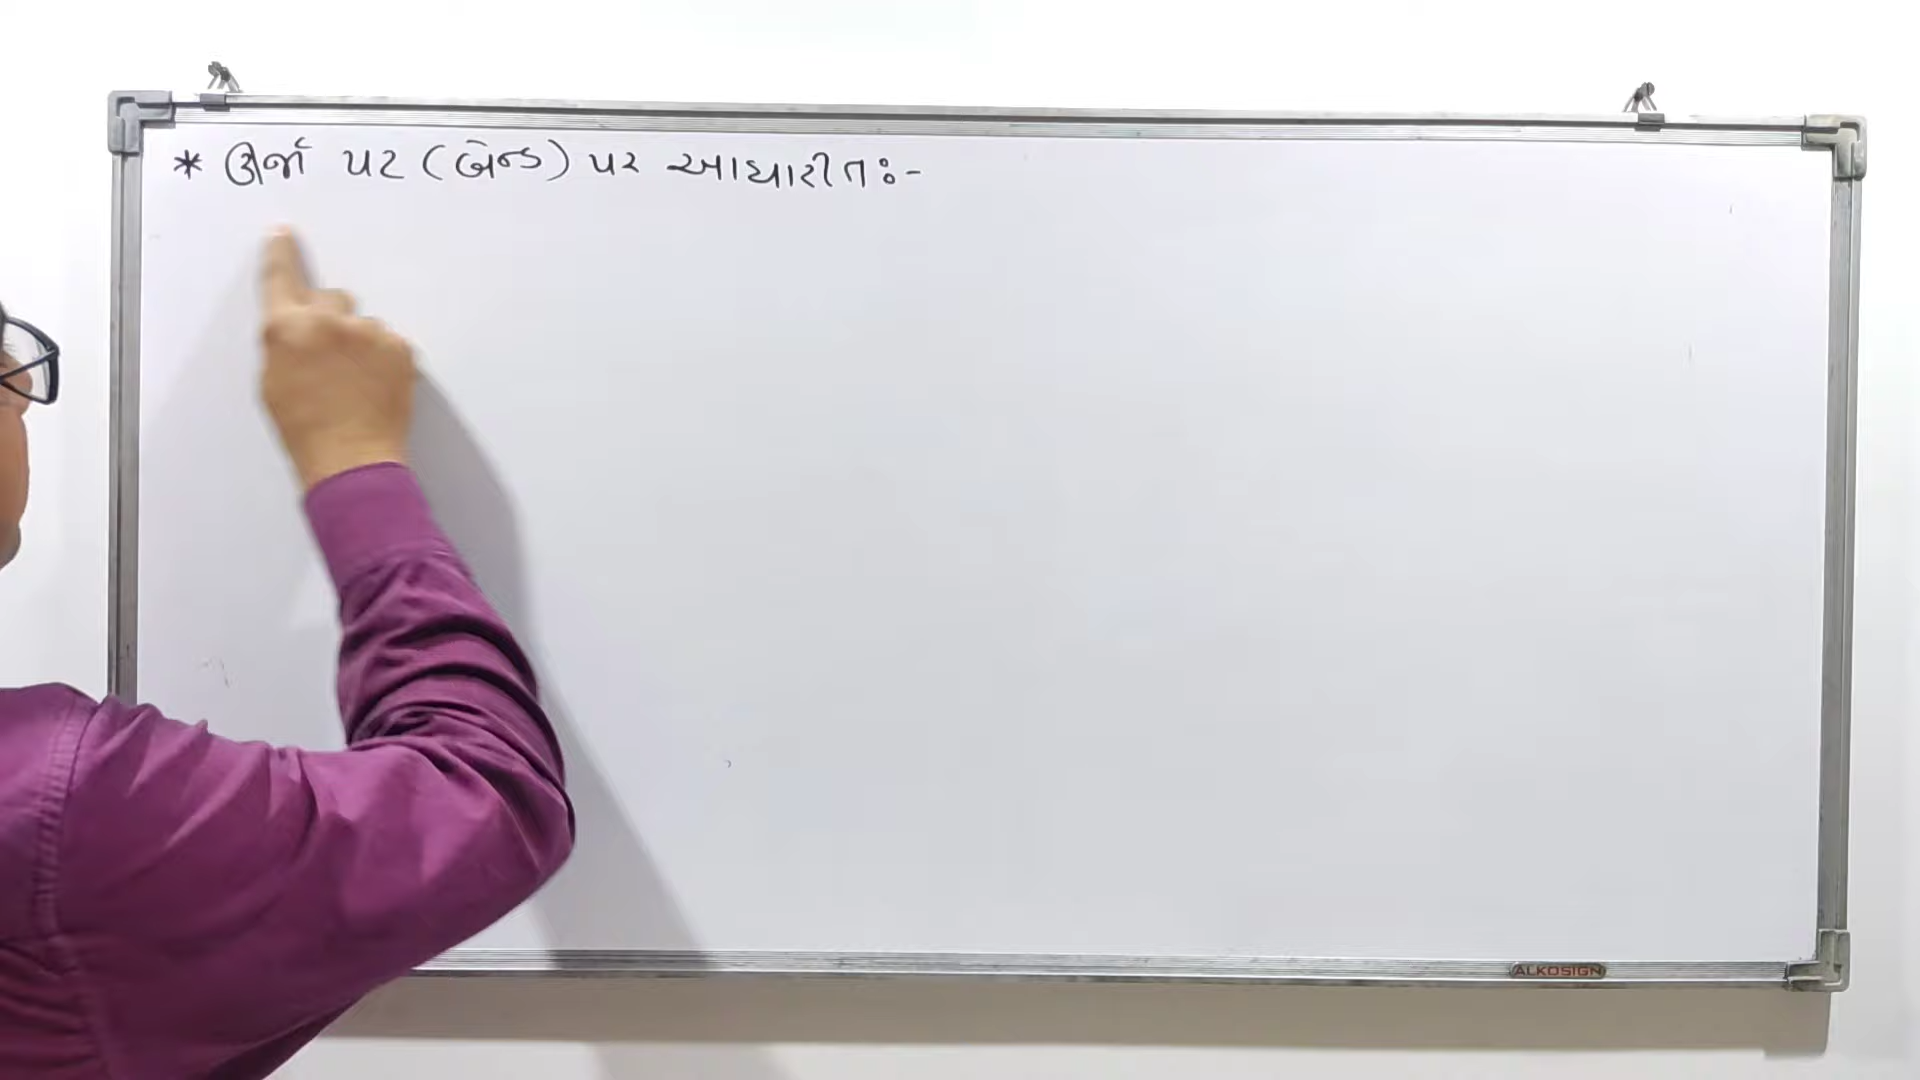 * ઊર્જા પટ (બેન્ડ) પર આધારીત :-
ALKOSIGN